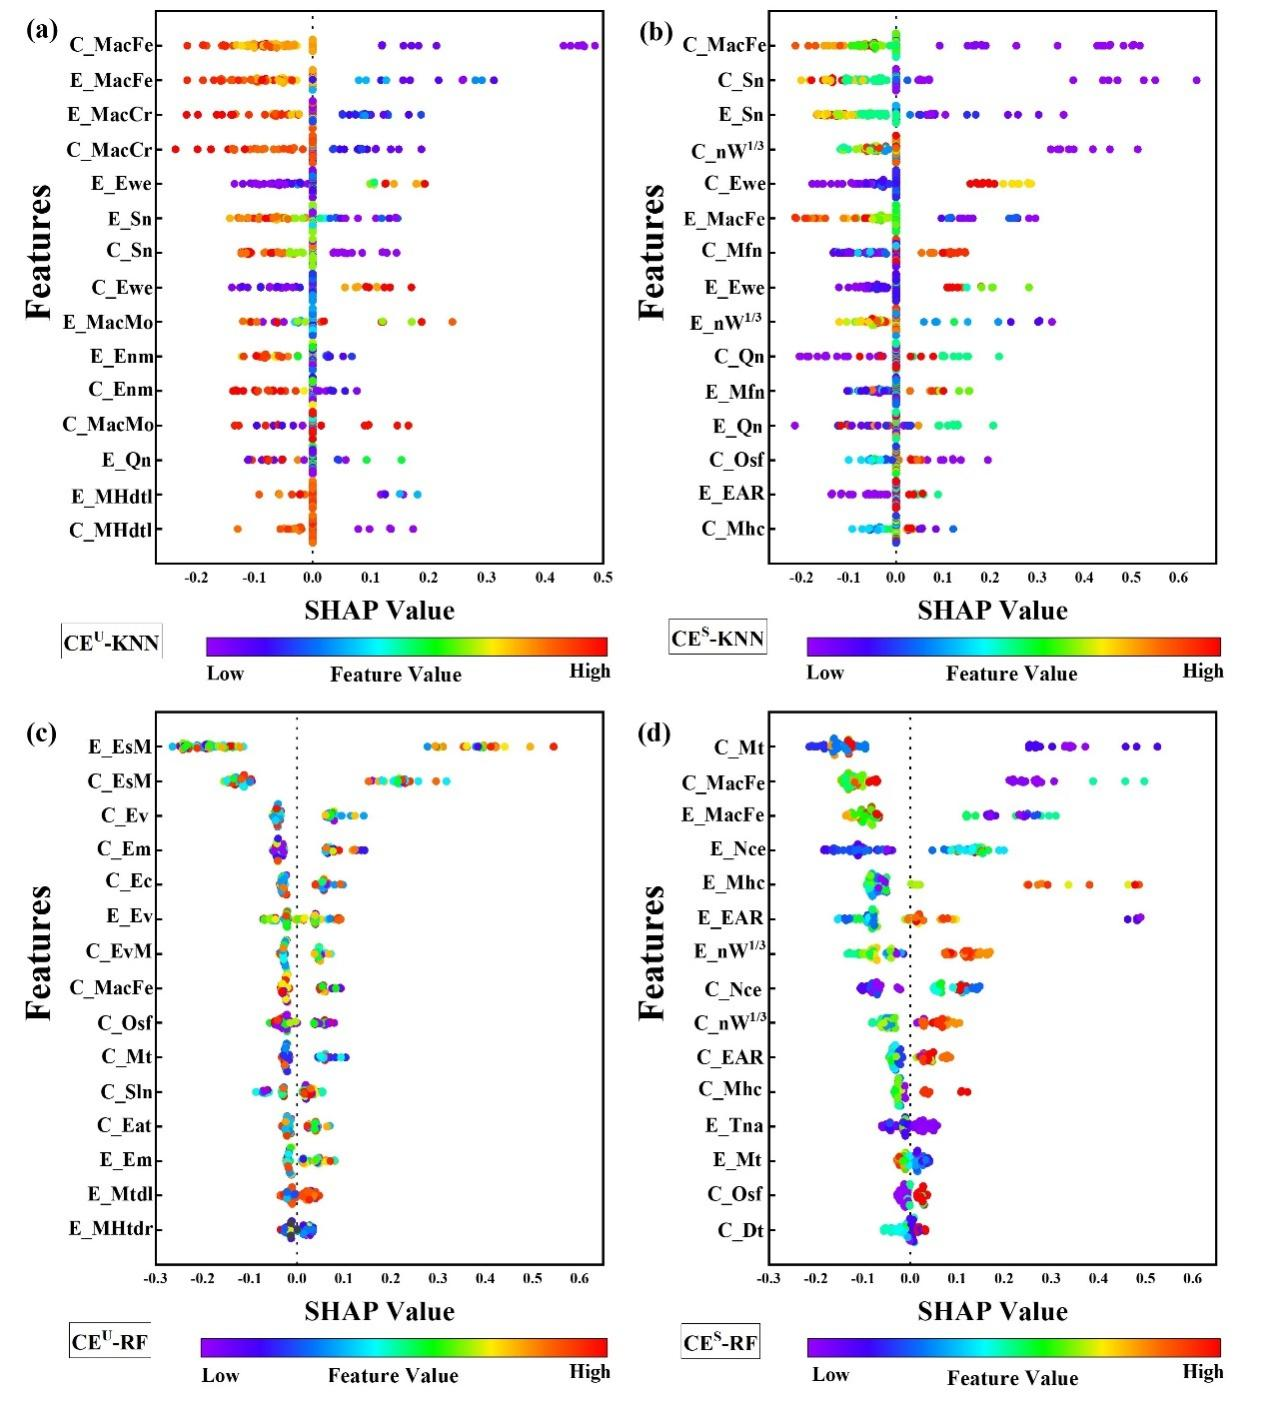 (a)
C_MacFe
E_MacFe
E_MacCr
C_MacCr
E_Ewe
E_Sn
C_Sn
C_Ewe
E_MacMo
E_Enm
C_Enm
C_MacMo
E_Qn
E_MHdtl
C_MHdtl
Features
-0.2 -0.1 0.0 0.1 0.2 0.3 0.4 0.5
SHAP Value
CE^U-KNN
Low Feature Value High
(b)
C_MacFe
C_Sn
E_Sn
C_nW^1/3
C_Ewe
E_MacFe
C_Mfn
E_Ewe
E_nW^1/3
C_Qn
E_Mfn
E_Qn
C_Osf
E_EAR
C_Mhc
Features
-0.2 -0.1 0.0 0.1 0.2 0.3 0.4 0.5 0.6
SHAP Value
CE^S-KNN
Low Feature Value High
(c)
E_EsM
C_EsM
C_Ev
C_Em
C_Ec
E_Ev
C_EvM
C_MacFe
C_Osf
C_Mt
C_Sln
C_Eat
E_Em
E_Mtdl
E_MHtdr
Features
-0.3 -0.2 -0.1 0.0 0.1 0.2 0.3 0.4 0.5 0.6
SHAP Value
CE^U-RF
Low Feature Value High
(d)
C_Mt
C_MacFe
E_MacFe
E_Nce
E_Mhc
E_EAR
E_nW^1/3
C_Nce
C_nW^1/3
C_EAR
C_Mhc
E_Tna
E_Mt
C_Osf
C_Dt
Features
-0.3 -0.2 -0.1 0.0 0.1 0.2 0.3 0.4 0.5 0.6
SHAP Value
CE^S-RF
Low Feature Value High